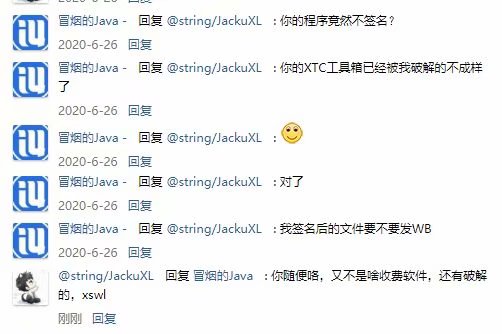 冒烟的Java - 回复 @string/JackuXL : 你的程序竟然不签名?
2020-6-26 回复
冒烟的Java - 回复 @string/JackuXL : 你的XTC工具箱已经被我破解的不成样
了
2020-6-26 回复
冒烟的Java - 回复 @string/JackuXL :
2020-6-26 回复
冒烟的Java - 回复 @string/JackuXL : 对了
2020-6-26 回复
冒烟的Java - 回复 @string/JackuXL : 我签名后的文件要不要发WB
2020-6-26 回复
@string/JackuXL 回复 冒烟的Java : 你随便咯，又不是啥收费软件，还有破解
的，xswl
刚刚 回复